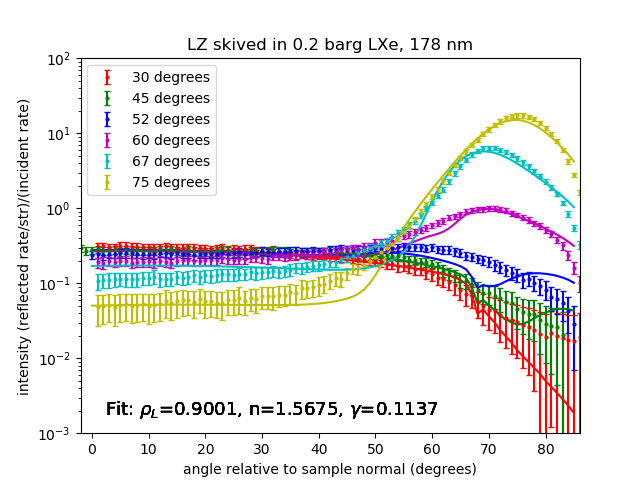 LZ skived in 0.2 barg LXe, 178 nm
10²
10¹
10⁰
10⁻¹
10⁻²
10⁻³
intensity (reflected rate/str)/(incident rate)
30 degrees
45 degrees
52 degrees
60 degrees
67 degrees
75 degrees
Fit: ρ_L=0.9001, n=1.5675, γ=0.1137
0 10 20 30 40 50 60 70 80
angle relative to sample normal (degrees)